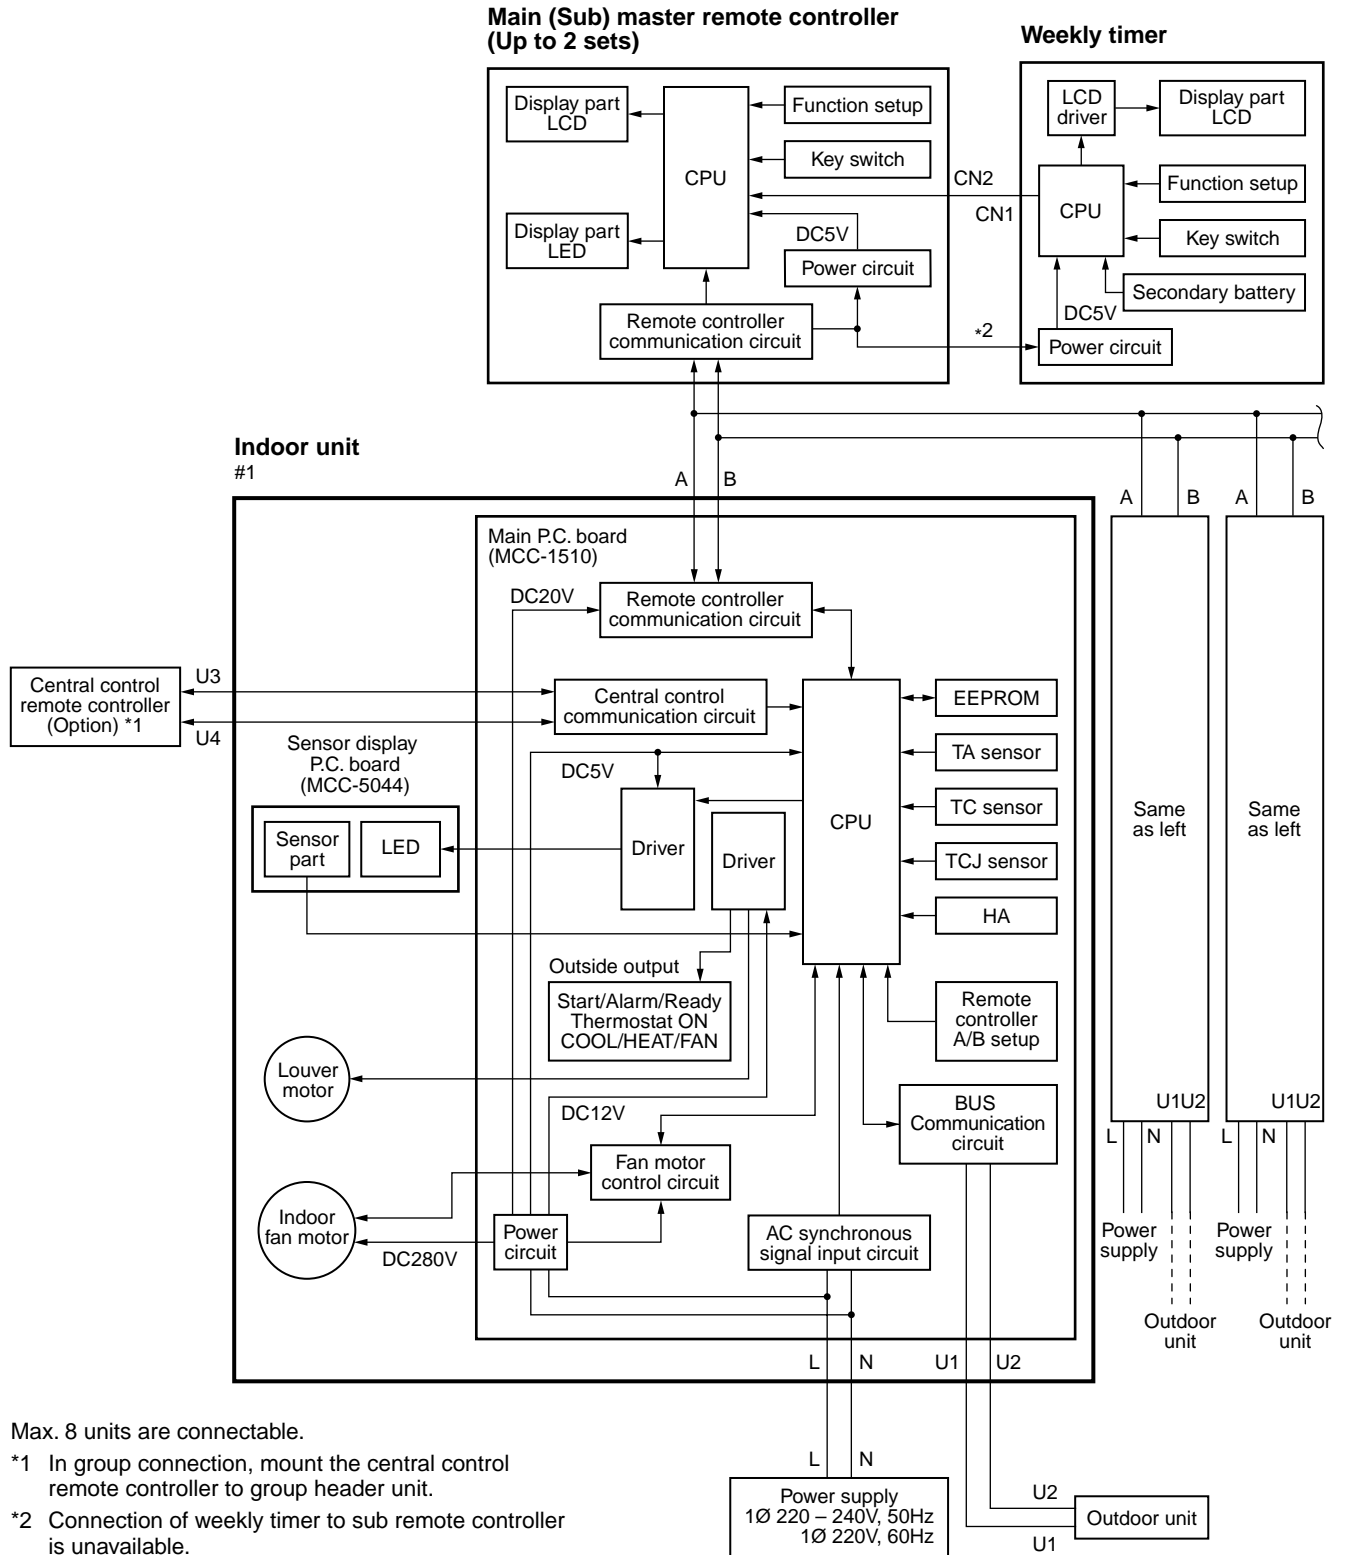 Main (Sub) master remote controller
(Up to 2 sets)
Weekly timer
Display part
LCD
CPU
Function setup
Key switch
Display part
LED
DC5V
Power circuit
Remote controller
communication circuit
CN2
CN1
*2
LCD
driver
Display part
LCD
CPU
Function setup
Key switch
Secondary battery
DC5V
Power circuit
Indoor unit
#1
A
B
A
B
A
B
Main P.C. board
(MCC-1510)
DC20V
Remote controller
communication circuit
Central control
remote controller
(Option) *1
U3
U4
Central control
communication circuit
Sensor display
P.C. board
(MCC-5044)
Sensor
part
LED
DC5V
Driver
Driver
CPU
EEPROM
TA sensor
TC sensor
TCJ sensor
HA
Same
as left
Same
as left
Outside output
Start/Alarm/Ready
Thermostat ON
COOL/HEAT/FAN
Remote
controller
A/B setup
Louver
motor
DC12V
BUS
Communication
circuit
Fan motor
control circuit
Indoor
fan motor
DC280V
Power
circuit
AC synchronous
signal input circuit
U1U2
U1U2
L
N
L
N
Power
supply
Power
supply
Outdoor
unit
Outdoor
unit
L
N
U1
U2
Max. 8 units are connectable.
*1 In group connection, mount the central control
remote controller to group header unit.
*2 Connection of weekly timer to sub remote controller
is unavailable.
L
N
Power supply
1Ø 220 – 240V, 50Hz
1Ø 220V, 60Hz
U2
U1
Outdoor unit